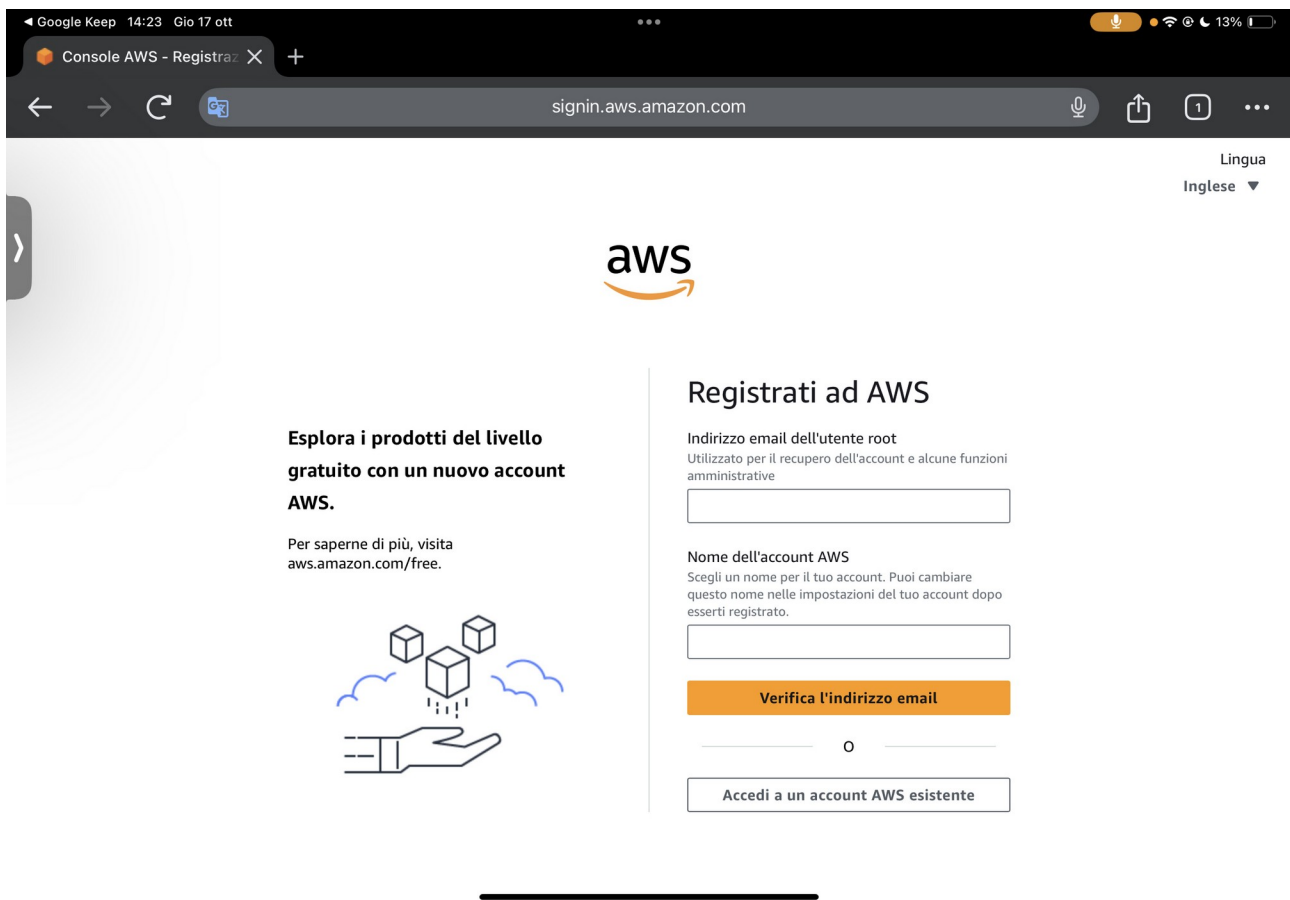 Google Keep 14:23 Gio 17 ott
13%
Console AWS - Registraz
signin.aws.amazon.com
1
Lingua
Inglese
aws
Esplora i prodotti del livello
gratuito con un nuovo account
AWS.
Per saperne di più, visita
aws.amazon.com/free.
Registrati ad AWS
Indirizzo email dell'utente root
Utilizzato per il recupero dell'account e alcune funzioni
amministrative
Nome dell'account AWS
Scegli un nome per il tuo account. Puoi cambiare
questo nome nelle impostazioni del tuo account dopo
esserti registrato.
Verifica l'indirizzo email
O
Accedi a un account AWS esistente